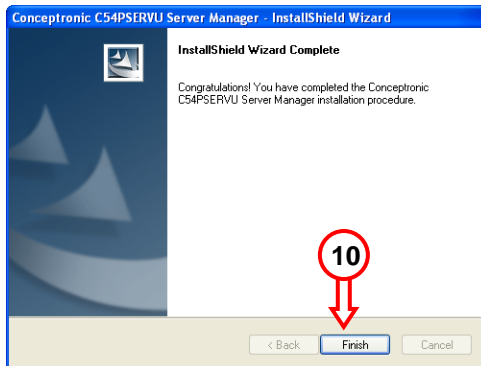 Conceptronic C54PSERVU Server Manager - InstallShield Wizard
InstallShield Wizard Complete
Congratulations! You have completed the Conceptronic
C54PSERVU Server Manager installation procedure.
10
< Back Finish Cancel